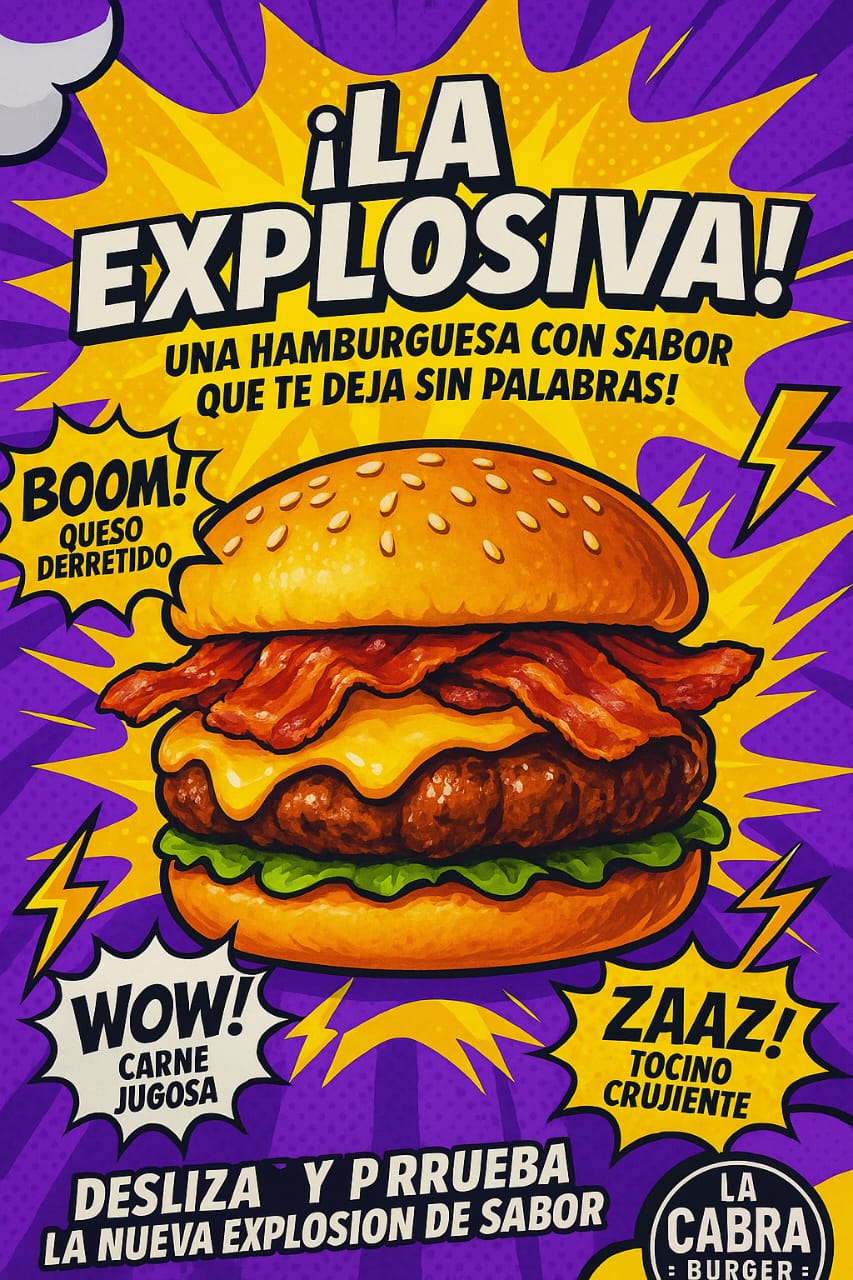 ¡LA
EXPLOSIVA!
UNA HAMBURGUESA CON SABOR
QUE TE DEJA SIN PALABRAS!
BOOM!
QUESO
DERRETIDO
WOW!
CARNE
JUGOSA
ZAAZ!
TOCINO
CRUJIENTE
DESLIZA Y P RRUEBA
LA NUEVA EXPLOSION DE SABOR
LA
CABRA
: BURGER :